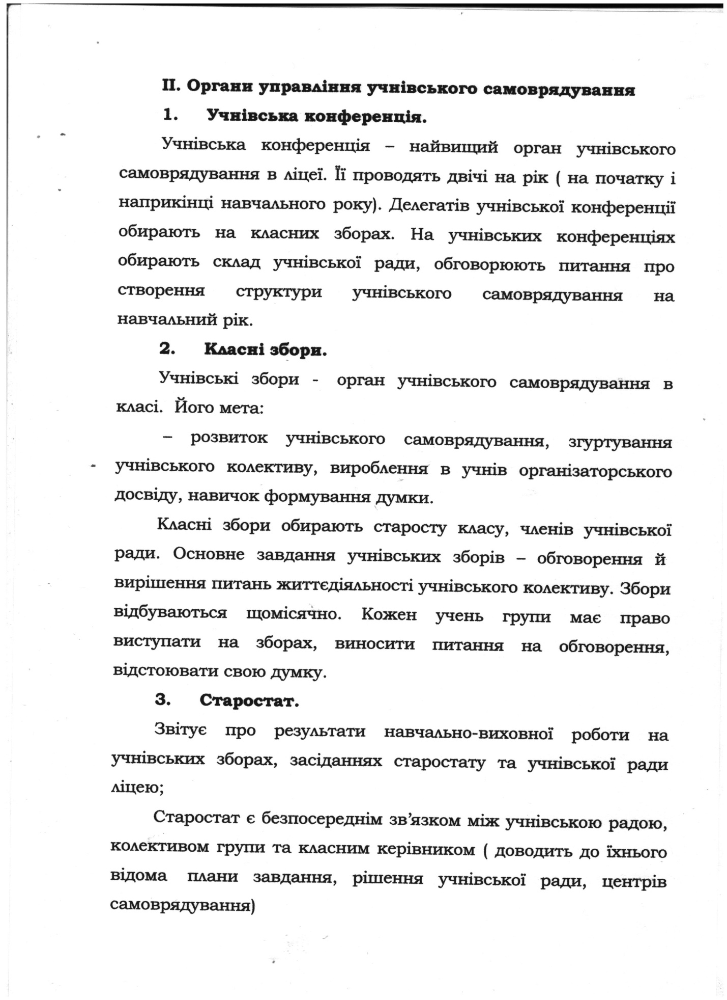 II. Органи управління учнівського самоврядування
1. Учнівська конференція.
Учнівська конференція – найвищий орган учнівського
самоврядування в ліцеї. Її проводять двічі на рік ( на початку і
наприкінці навчального року). Делегатів учнівської конференції
обирають на класних зборах. На учнівських конференціях
обирають склад учнівської ради, обговорюють питання про
створення структури учнівського самоврядування на
навчальний рік.
2. Класні збори.
Учнівські збори - орган учнівського самоврядування в
класі. Його мета:
– розвиток учнівського самоврядування, згуртування
учнівського колективу, вироблення в учнів організаторського
досвіду, навичок формування думки.
Класні збори обирають старосту класу, членів учнівської
ради. Основне завдання учнівських зборів – обговорення й
вирішення питань життєдіяльності учнівського колективу. Збори
відбуваються щомісячно. Кожен учень групи має право
виступати на зборах, виносити питання на обговорення,
відстоювати свою думку.
3. Старостат.
Звітує про результати навчально-виховної роботи на
учнівських зборах, засіданнях старостату та учнівської ради
ліцею;
Старостат є безпосереднім зв’язком між учнівською радою,
колективом групи та класним керівником ( доводить до їхнього
відома плани завдання, рішення учнівської ради, центрів
самоврядування)